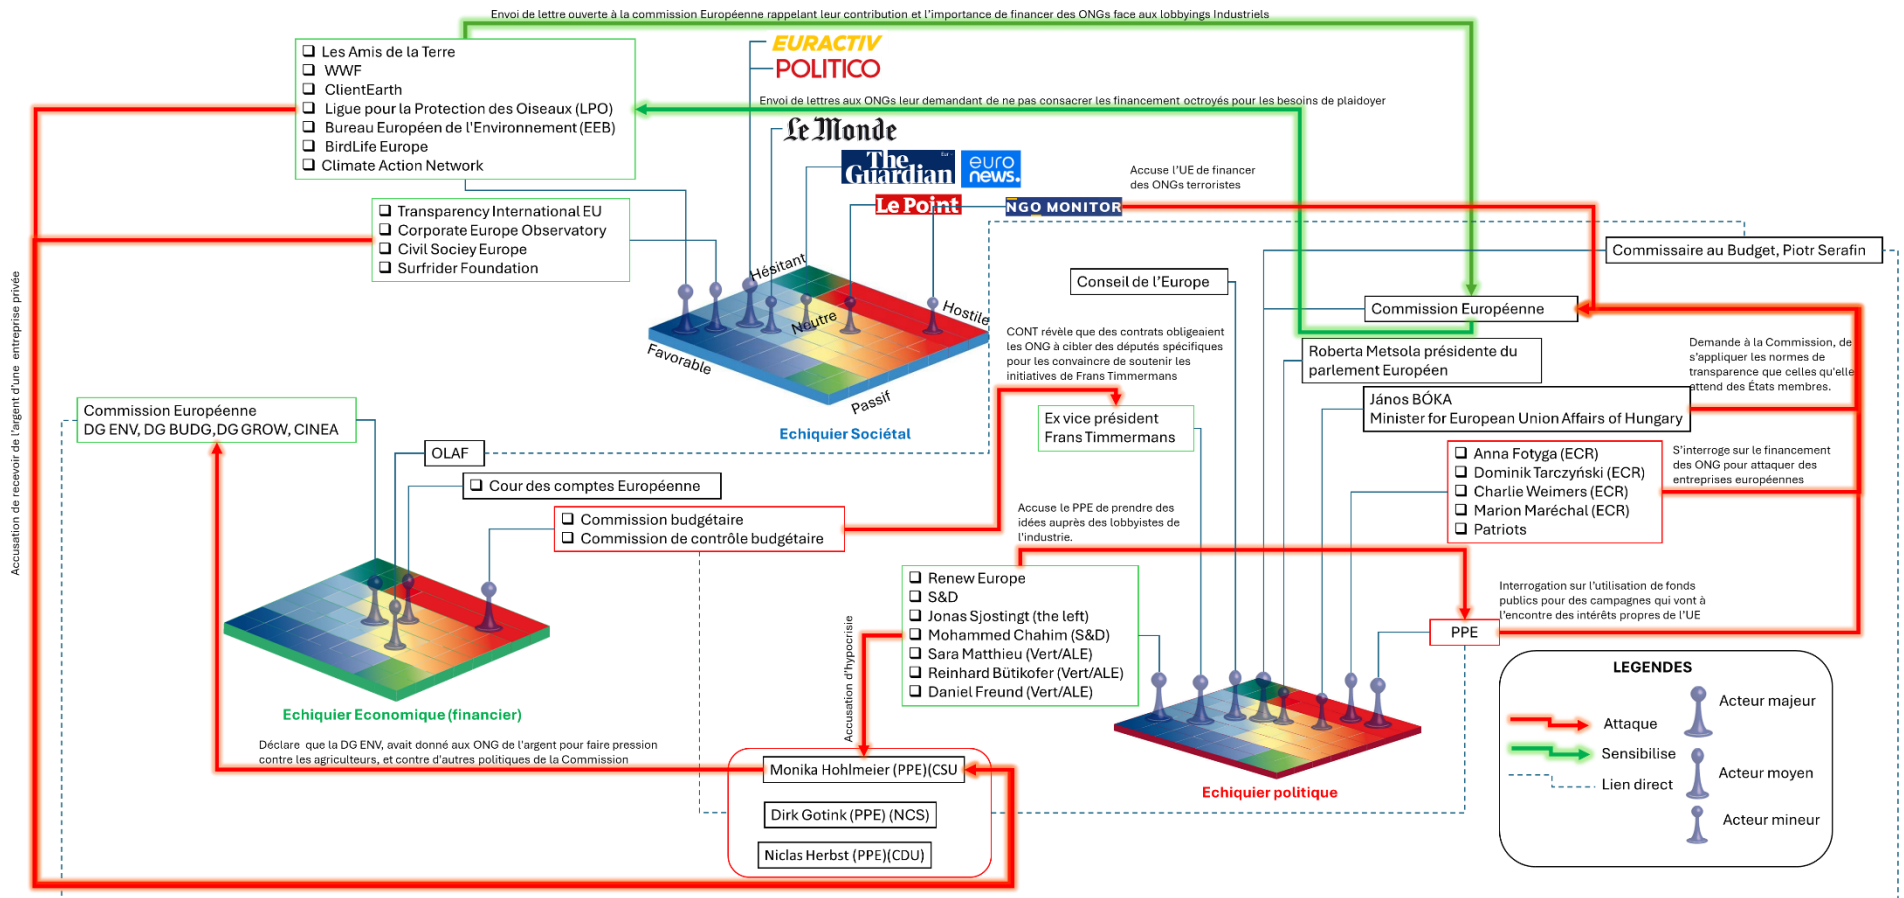 Envoi de lettre ouverte à la commission Européenne rappelant leur contribution et l'importance de financer des ONGs face aux lobbyings Industriels
Les Amis de la Terre
WWF
ClientEarth
Ligue pour la Protection des Oiseaux (LPO)
Bureau Européen de l'Environnement (EEB)
BirdLife Europe
Climate Action Network
EURACTIV
POLITICO
Envoi de lettres aux ONGs leur demandant de ne pas consacrer les financement octroyés pour les besoins de plaidoyer
Le Monde
The Guardian
euro
news.
Le Point
NGO MONITOR
Accuse l'UE de financer
des ONGs terroristes
Transparency International EU
Corporate Europe Observatory
Civil Sociey Europe
Surfrider Foundation
Commissaire au Budget, Piotr Serafin
Conseil de l'Europe
Commission Européenne
Hésitant
Hostile
Neutre
Favorable
Passif
Echiquier Sociétal
CONT révèle que des contrats obligeaient
les ONG à cibler des députés spécifiques
pour les convaincre de soutenir les
initiatives de Frans Timmermans
Roberta Metsola présidente du
parlement Européen
Demande à la Commission, de
s'appliquer les normes de
transparence que celles qu'elle
attend des États membres.
János BÓKA
Minister for European Union Affairs of Hungary
Ex vice président
Frans Timmermans
Accusation de recevoir de l'argent d'une entreprise privée
Commission Européenne
DG ENV, DG BUDG,DG GROW, CINEA
OLAF
Cour des comptes Européenne
Commission budgétaire
Commission de contrôle budgétaire
Anna Fotyga (ECR)
Dominik Tarczyński (ECR)
Charlie Weimers (ECR)
Marion Maréchal (ECR)
Patriots
S'interroge sur le financement
des ONG pour attaquer des
entreprises européennes
Accuse le PPE de prendre des
idées auprès des lobbyistes de
l'industrie.
Renew Europe
S&D
Jonas Sjostingt (the left)
Mohammed Chahim (S&D)
Sara Matthieu (Vert/ALE)
Reinhard Bütikofer (Vert/ALE)
Daniel Freund (Vert/ALE)
Accusation d'hypocrisie
Interrogation sur l'utilisation de fonds
publics pour des campagnes qui vont à
l'encontre des intérêts propres de l'UE
PPE
Echiquier Economique (financier)
Déclare que la DG ENV, avait donné aux ONG de l'argent pour faire pression
contre les agriculteurs, et contre d'autres politiques de la Commission
Monika Hohlmeier (PPE)(CSU
Dirk Gotink (PPE) (NCS)
Niclas Herbst (PPE)(CDU)
Echiquier politique
LEGENDES
Attaque
Sensibilise
Lien direct
Acteur majeur
Acteur moyen
Acteur mineur